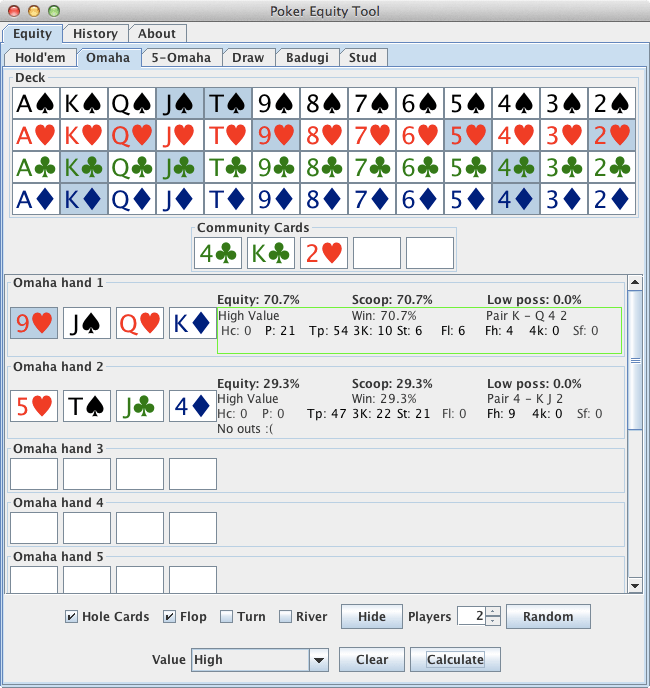 Poker Equity Tool
Equity History About
Hold'em Omaha 5-Omaha Draw Badugi Stud
Deck
A♠ K♠ Q♠ J♠ T♠ 9♠ 8♠ 7♠ 6♠ 5♠ 4♠ 3♠ 2♠
A♥ K♥ Q♥ J♥ T♥ 9♥ 8♥ 7♥ 6♥ 5♥ 4♥ 3♥ 2♥
A♣ K♣ Q♣ J♣ T♣ 9♣ 8♣ 7♣ 6♣ 5♣ 4♣ 3♣ 2♣
A♦ K♦ Q♦ J♦ T♦ 9♦ 8♦ 7♦ 6♦ 5♦ 4♦ 3♦ 2♦
Community Cards
4♣ K♣ 2♥
Omaha hand 1
9♥ J♠ Q♥ K♦
Equity: 70.7% Scoop: 70.7% Low poss: 0.0%
High Value Win: 70.7% Pair K - Q 4 2
Hc: 0 P: 21 Tp: 54 3K: 10 St: 6 Fl: 6 Fh: 4 4k: 0 Sf: 0
Omaha hand 2
5♥ T♠ J♣ 4♦
Equity: 29.3% Scoop: 29.3% Low poss: 0.0%
High Value Win: 29.3% Pair 4 - K J 2
Hc: 0 P: 0 Tp: 47 3K: 22 St: 21 Fl: 0 Fh: 9 4k: 0 Sf: 0
No outs :(
Omaha hand 3
Omaha hand 4
Omaha hand 5
Hole Cards Flop Turn River Hide Players 2 Random
Value High Clear Calculate